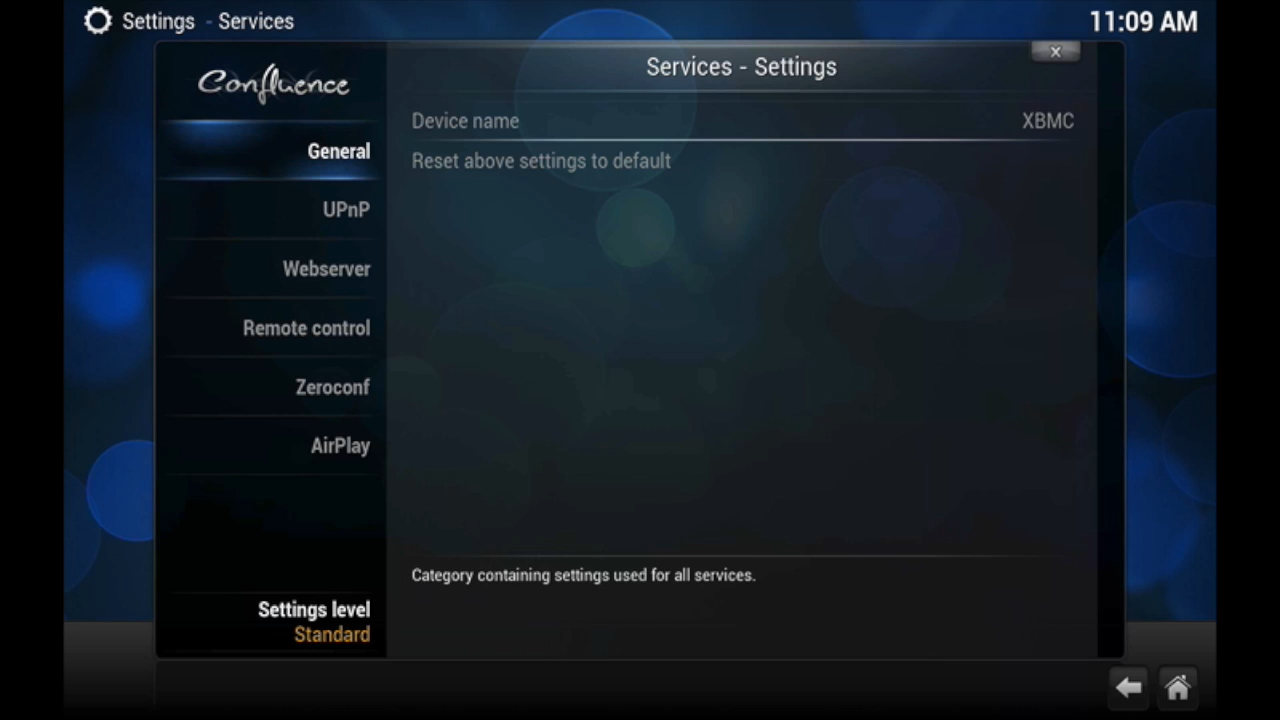 Settings - Services
11:09 AM
Confluence
Services - Settings
x
General
UPnP
Webserver
Remote control
Zeroconf
AirPlay
Device name XBMC
Reset above settings to default
Category containing settings used for all services.
Settings level
Standard